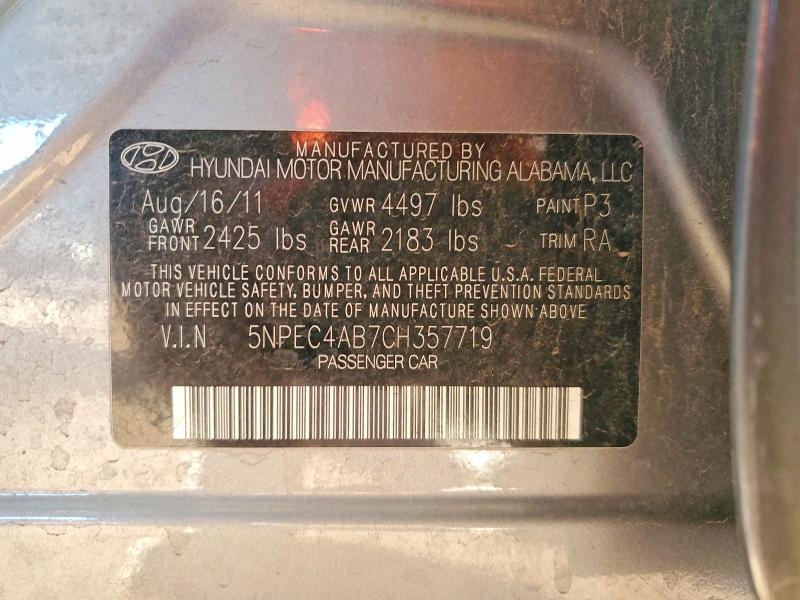 MANUFACTURED BY
HYUNDAI MOTOR MANUFACTURING ALABAMA, LLC
Aug/16/11 GVWR 4497 lbs PAINT P3
GAWR FRONT 2425 lbs GAWR REAR 2183 lbs TRIM RA
THIS VEHICLE CONFORMS TO ALL APPLICABLE U.S.A. FEDERAL
MOTOR VEHICLE SAFETY, BUMPER, AND THEFT PREVENTION STANDARDS
IN EFFECT ON THE DATE OF MANUFACTURE SHOWN ABOVE
V.I.N 5NPEC4AB7CH357719
PASSENGER CAR